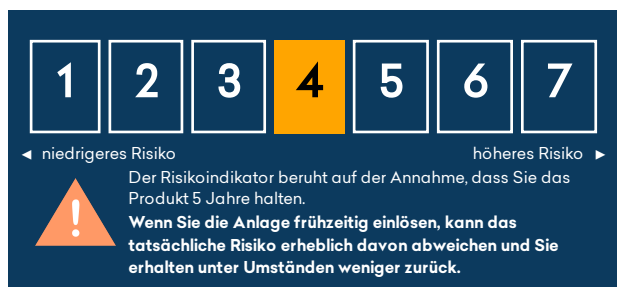 1 2 3 4 5 6 7
◄ niedrigeres Risiko höheres Risiko ►
Der Risikoindikator beruht auf der Annahme, dass Sie das
Produkt 5 Jahre halten.
Wenn Sie die Anlage frühzeitig einlösen, kann das
tatsächliche Risiko erheblich davon abweichen und Sie
erhalten unter Umständen weniger zurück.
!